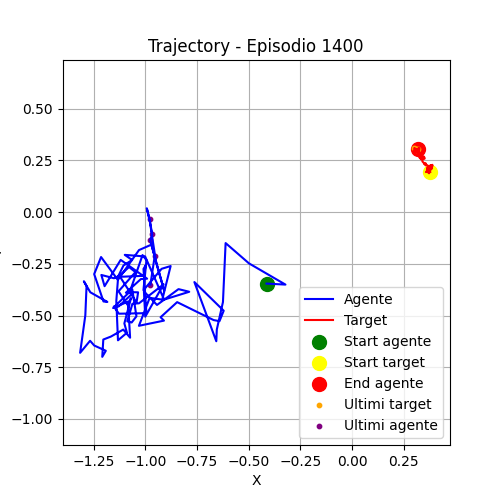 Trajectory - Episodio 1400
0.50
0.25
0.00
−0.25
−0.50
−0.75
−1.00
−1.25
−1.00
−0.75
−0.50
−0.25
0.00
0.25
X
Agente
Target
Start agente
Start target
End agente
Ultimi target
Ultimi agente